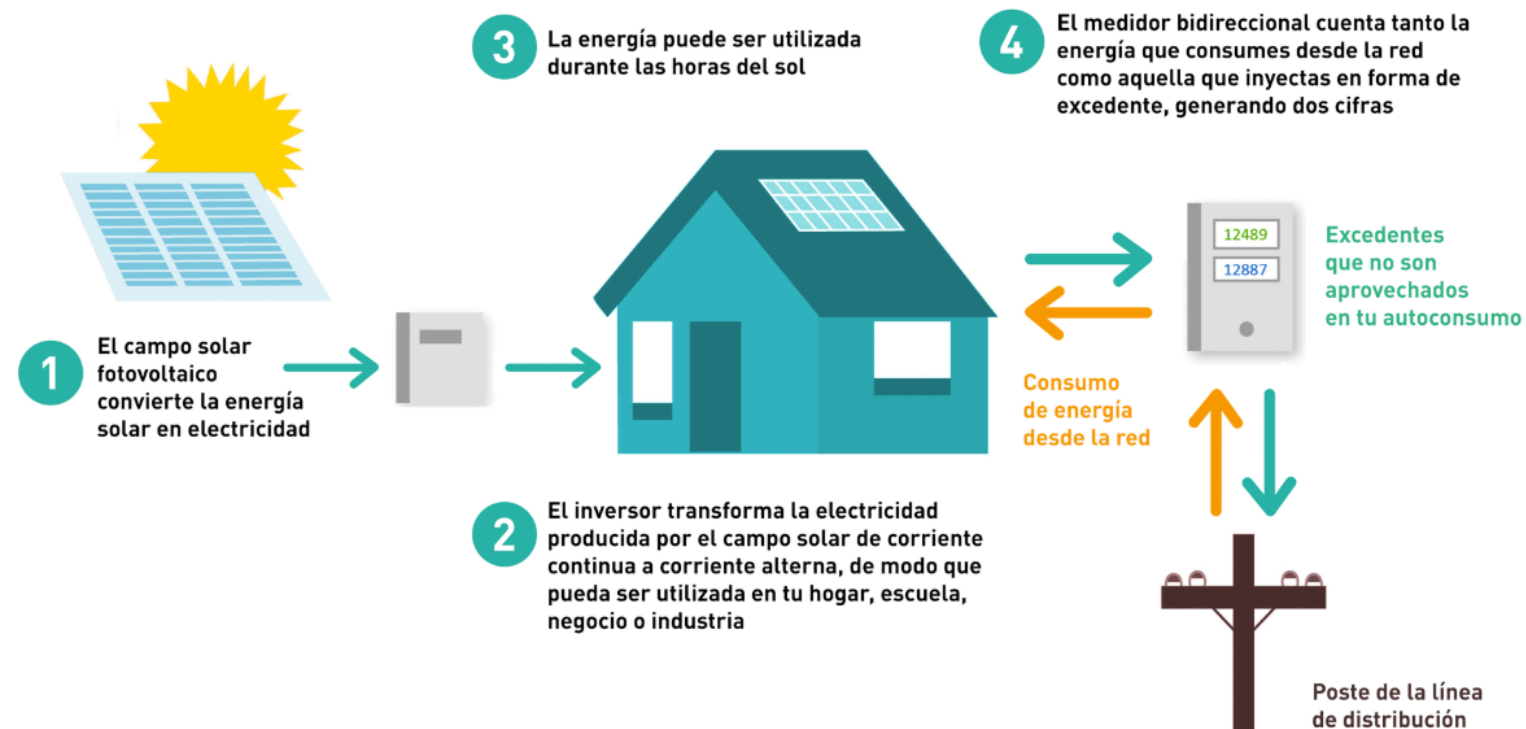 1
El campo solar
fotovoltaico
convierte la energía
solar en electricidad
2
El inversor transforma la electricidad
producida por el campo solar de corriente
continua a corriente alterna, de modo que
pueda ser utilizada en tu hogar, escuela,
negocio o industria
3
La energía puede ser utilizada
durante las horas del sol
4
El medidor bidireccional cuenta tanto la
energía que consumes desde la red
como aquella que inyectas en forma de
excedente, generando dos cifras
12489
12887
Excedentes
que no son
aprovechados
en tu autoconsumo
Consumo
de energía
desde la red
Poste de la línea
de distribución